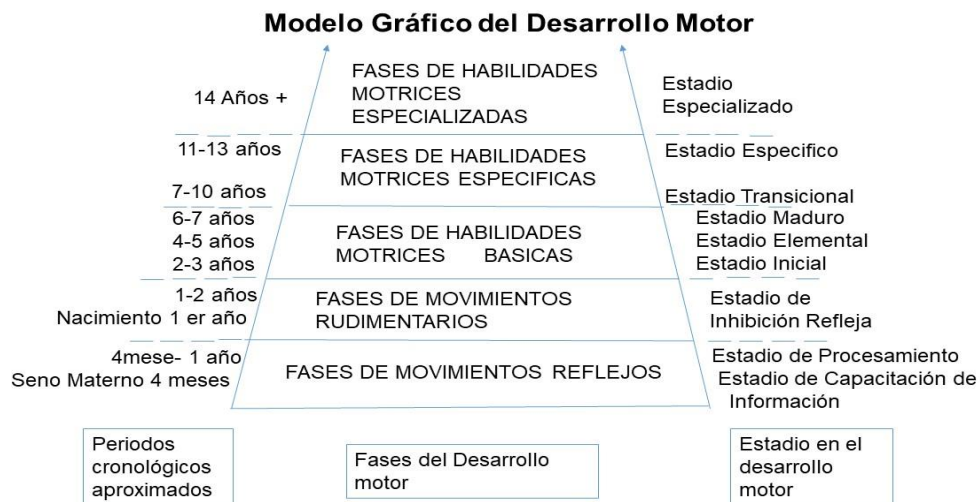 Modelo Gráfico del Desarrollo Motor
14 Años +
FASES DE HABILIDADES
MOTRICES
ESPECIALIZADAS
Estadio
Especializado
11-13 años
7-10 años
FASES DE HABILIDADES
MOTRICES ESPECIFICAS
Estadio Especifico
Estadio Transicional
6-7 años
4-5 años
2-3 años
FASES DE HABILIDADES
MOTRICES BASICAS
Estadio Maduro
Estadio Elemental
Estadio Inicial
1-2 años
Nacimiento 1 er año
FASES DE MOVIMIENTOS
RUDIMENTARIOS
Estadio de
Inhibición Refleja
4mese- 1 año
Seno Materno 4 meses
FASES DE MOVIMIENTOS REFLEJOS
Estadio de Procesamiento
Estadio de Capacitación de
Información
Periodos
cronológicos
aproximados
Fases del Desarrollo
motor
Estadio en el
desarrollo
motor